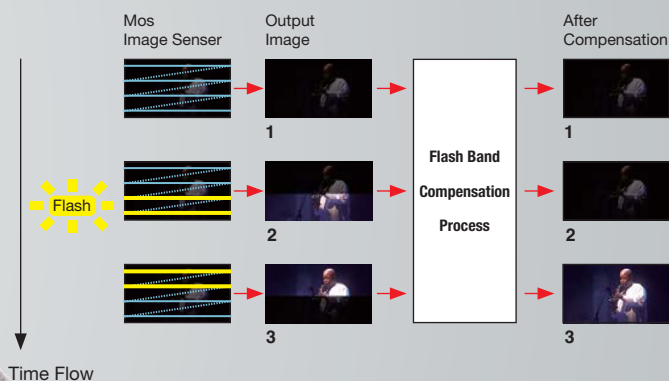 Mos
Image Senser
Output
Image
After
Compensation
1
1
Flash Band
Compensation
Process
Flash
2
2
3
3
Time Flow